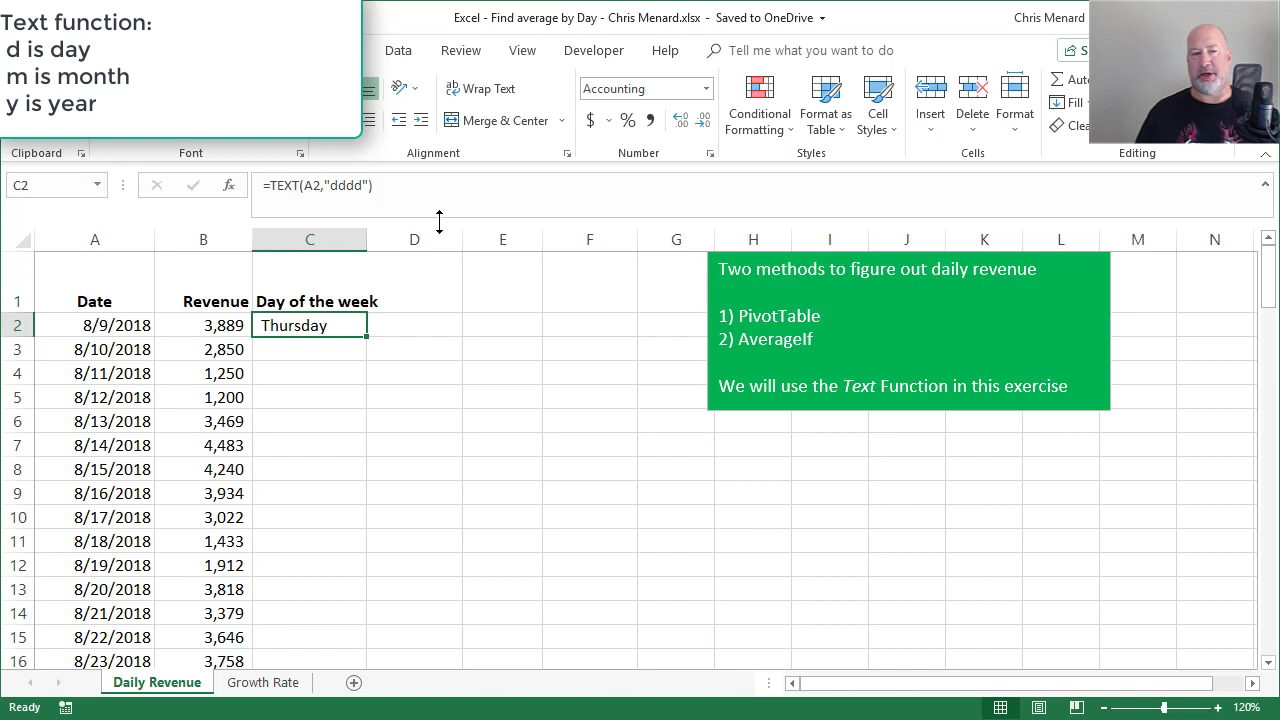 Text function:
d is day
m is month
y is year
Excel - Find average by Day - Chris Menard.xlsx - Saved to OneDrive
Chris Menard
Data Review View Developer Help Tell me what you want to do
S
Wrap Text
Merge & Center
Accounting
$ % ,
Conditional Formatting
Format as Table
Cell Styles
Insert
Delete
Format
Auto
Fill
Clea
Clipboard Font Alignment Number Styles Cells Editing
C2
fx
=TEXT(A2,"dddd")
A B C D E F G H I J K L M N
1 Date Revenue Day of the week
2 8/9/2018 3,889 Thursday
3 8/10/2018 2,850
4 8/11/2018 1,250
5 8/12/2018 1,200
6 8/13/2018 3,469
7 8/14/2018 4,483
8 8/15/2018 4,240
9 8/16/2018 3,934
10 8/17/2018 3,022
11 8/18/2018 1,433
12 8/19/2018 1,912
13 8/20/2018 3,818
14 8/21/2018 3,379
15 8/22/2018 3,646
16 8/23/2018 3,758
Two methods to figure out daily revenue
1) PivotTable
2) AverageIf
We will use the Text Function in this exercise
Daily Revenue Growth Rate
Ready
120%